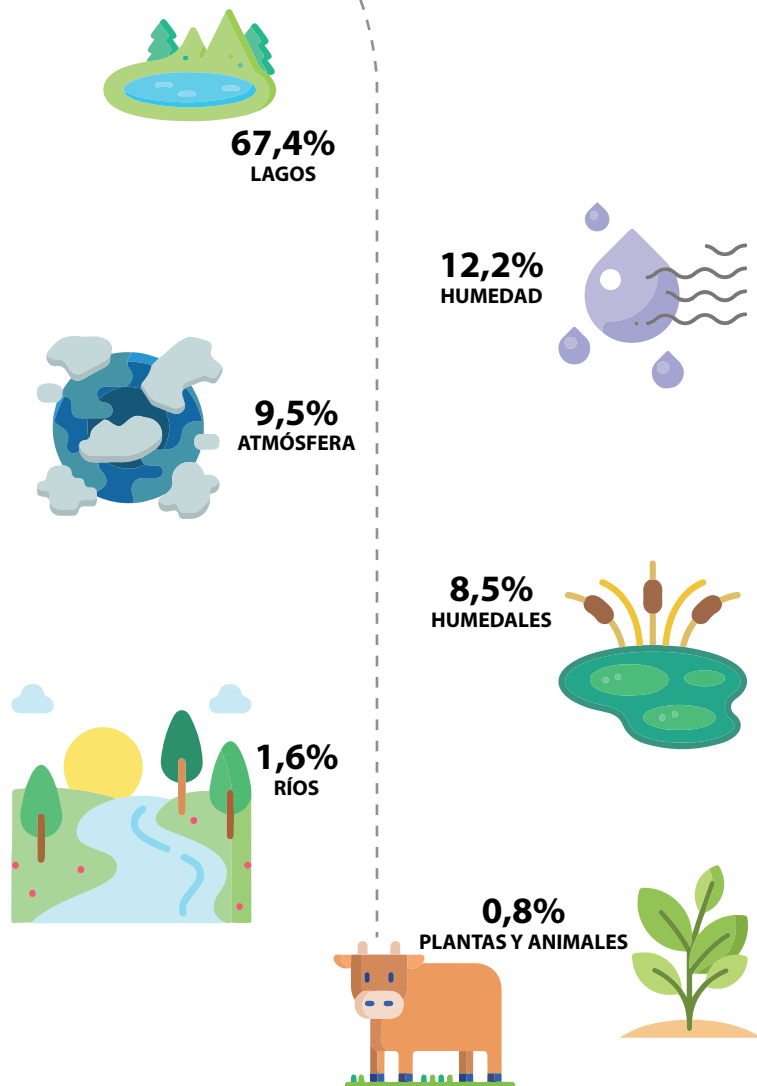 67,4%
LAGOS
12,2%
HUMEDAD
9,5%
ATMÓSFERA
8,5%
HUMEDALES
1,6%
RÍOS
0,8%
PLANTAS Y ANIMALES